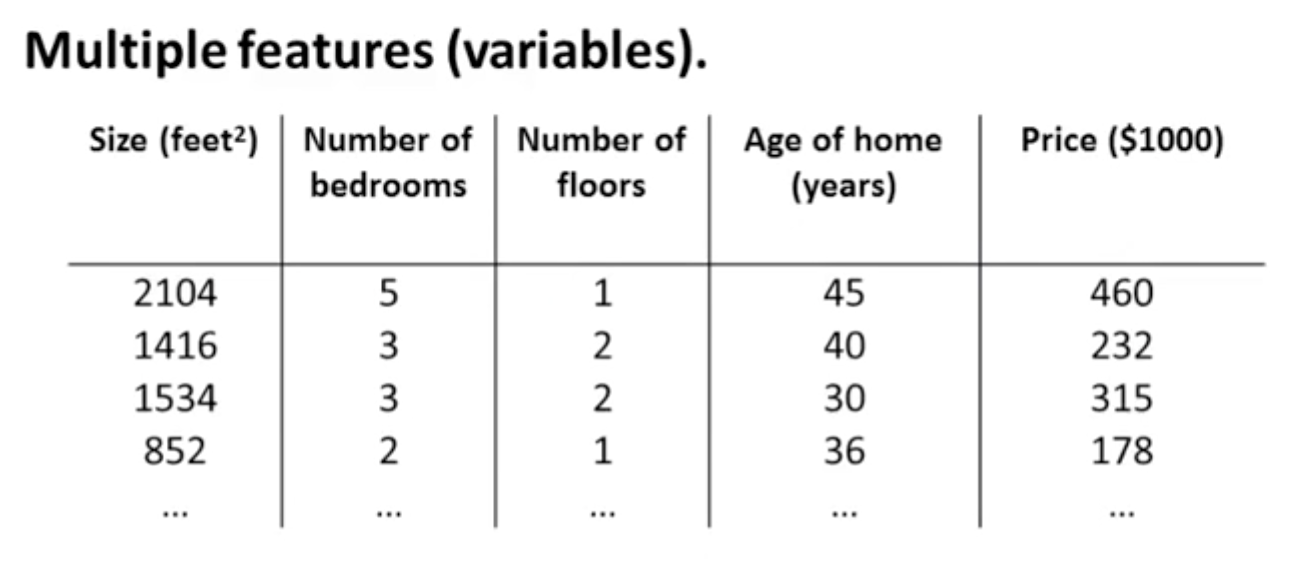 Multiple features (variables).
Size (feet²) Number of bedrooms Number of floors Age of home (years) Price ($1000)
2104 5 1 45 460
1416 3 2 40 232
1534 3 2 30 315
852 2 1 36 178
... ... ... ... ...